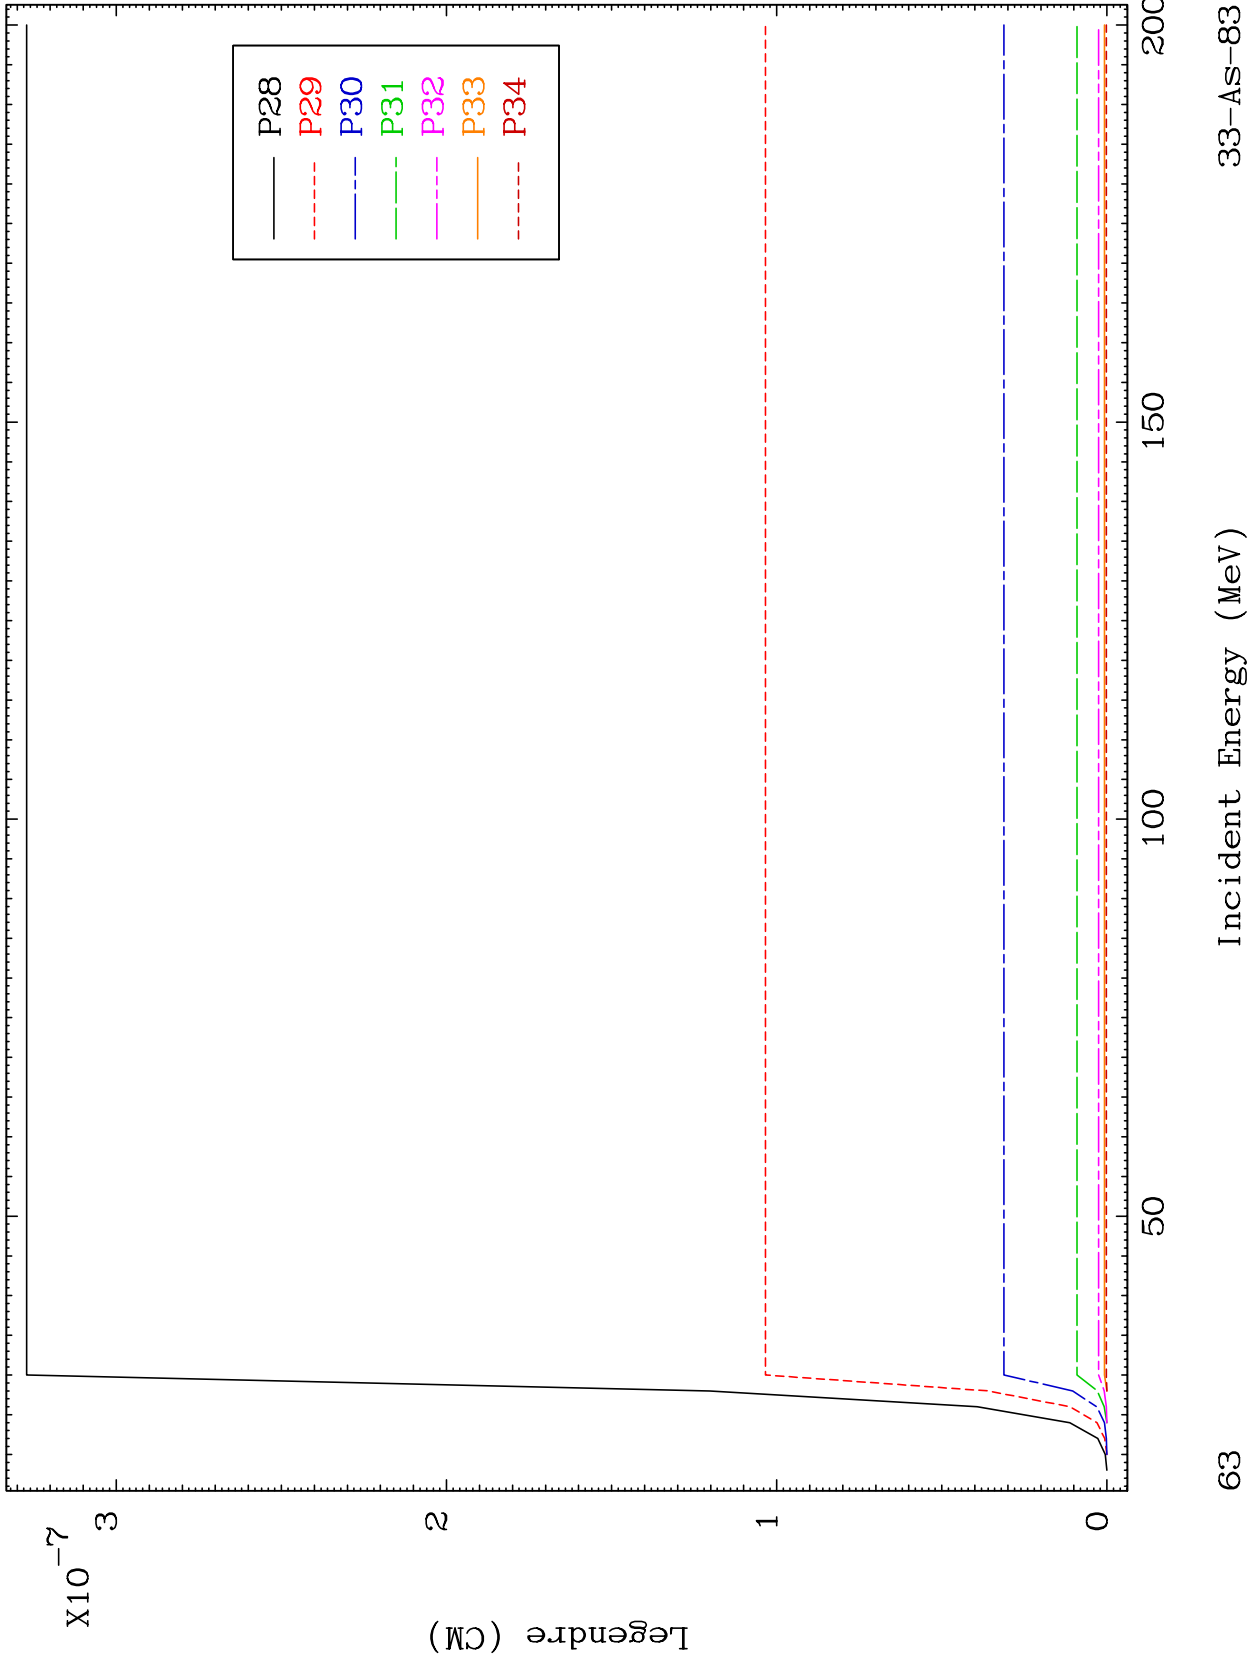 X10-7
3
2
1
0
Legendre (CM)
P28
P29
P30
P31
P32
P33
P34
50
100
150
200
Incident Energy (MeV)
63
33-As-83